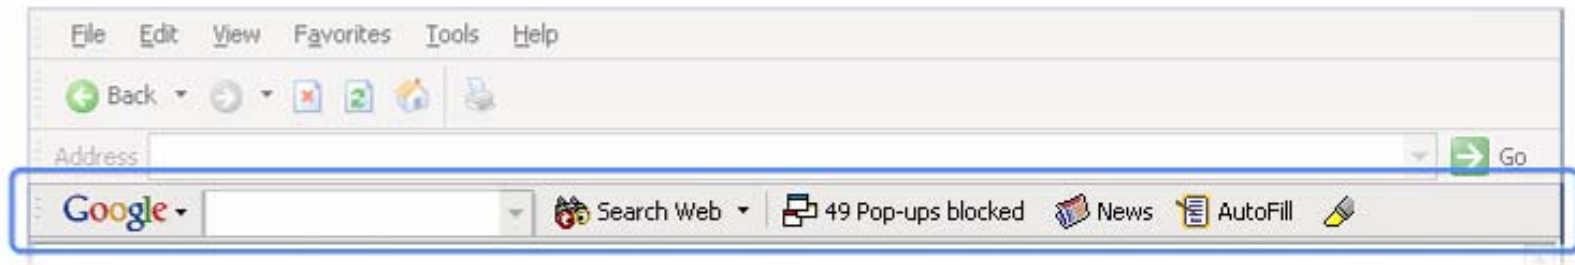 File Edit View Favorites Tools Help
Back
Address Go
Google Search Web 49 Pop-ups blocked News AutoFill